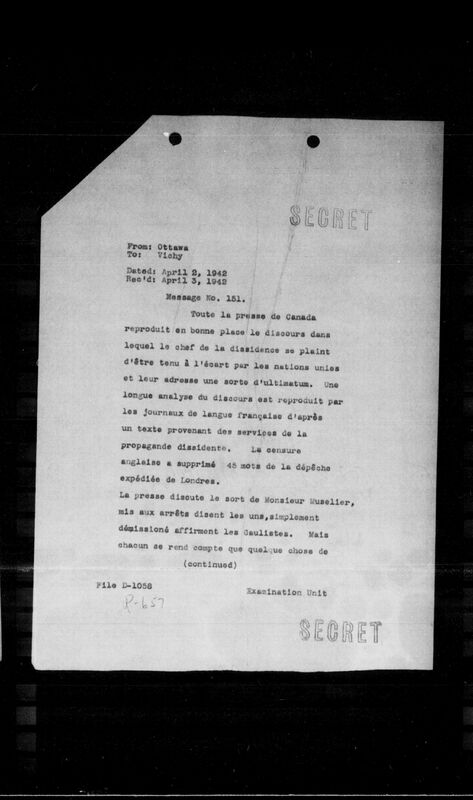 SECRET
From: Ottawa
To: Vichy
Dated: April 2, 1942
Rec'd: April 3, 1942
Message No. 151.
Toute la presse de Canada
reproduit en bonne place le discours dans
lequel le chef de la dissidence se plaint
d'être tenu à l'écart par les nations unies
et leur adresse une sorte d'ultimatum. Une
longue analyse du discours est reproduit par
les journaux de langue française d'après
un texte provenant des services de la
propagande dissidente. La censure
anglaise a supprimé 45 mots de la dépêche
expédiée de Londres.
La presse discute le sort de Monsieur Muselier,
mis aux arrêts disent les uns,simplement
démissioné affirment les Gaulistes. Mais
chacun se rend compte que quelque chose de
(continued)
File D-1058
Examination Unit
R-657
SECRET